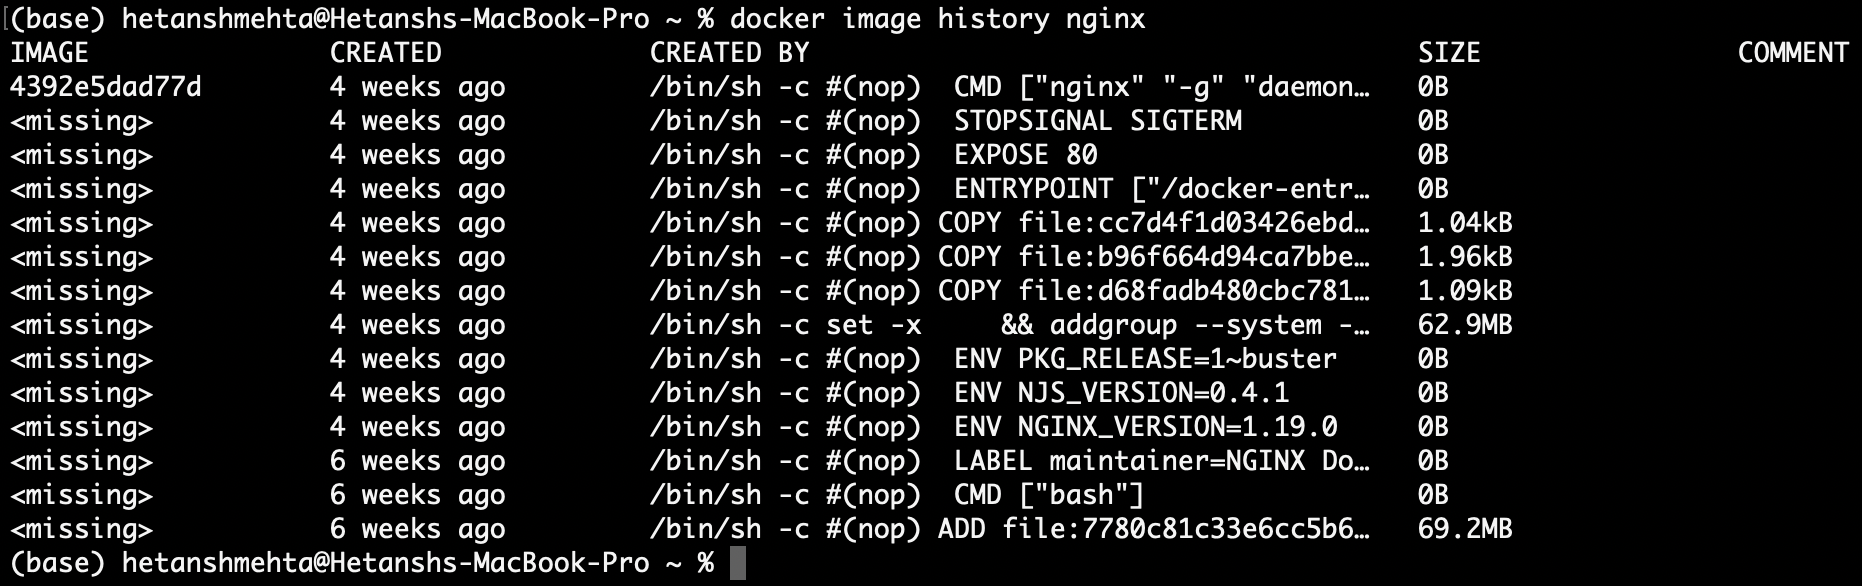 (base) hetanshmehta@Hetanshs-MacBook-Pro ~ % docker image history nginx
IMAGE CREATED CREATED BY SIZE COMMENT
4392e5dad77d 4 weeks ago /bin/sh -c #(nop)  CMD ["nginx" "-g" "daemon… 0B
<missing> 4 weeks ago /bin/sh -c #(nop)  STOPSIGNAL SIGTERM 0B
<missing> 4 weeks ago /bin/sh -c #(nop)  EXPOSE 80 0B
<missing> 4 weeks ago /bin/sh -c #(nop)  ENTRYPOINT ["/docker-entr… 0B
<missing> 4 weeks ago /bin/sh -c #(nop) COPY file:cc7d4f1d03426ebd… 1.04kB
<missing> 4 weeks ago /bin/sh -c #(nop) COPY file:b96f664d94ca7bbe… 1.96kB
<missing> 4 weeks ago /bin/sh -c #(nop) COPY file:d68fadb480cbc781… 1.09kB
<missing> 4 weeks ago /bin/sh -c set -x     && addgroup --system -… 62.9MB
<missing> 4 weeks ago /bin/sh -c #(nop)  ENV PKG_RELEASE=1~buster 0B
<missing> 4 weeks ago /bin/sh -c #(nop)  ENV NJS_VERSION=0.4.1 0B
<missing> 4 weeks ago /bin/sh -c #(nop)  ENV NGINX_VERSION=1.19.0 0B
<missing> 6 weeks ago /bin/sh -c #(nop)  LABEL maintainer=NGINX Do… 0B
<missing> 6 weeks ago /bin/sh -c #(nop)  CMD ["bash"] 0B
<missing> 6 weeks ago /bin/sh -c #(nop) ADD file:7780c81c33e6cc5b6… 69.2MB
(base) hetanshmehta@Hetanshs-MacBook-Pro ~ %